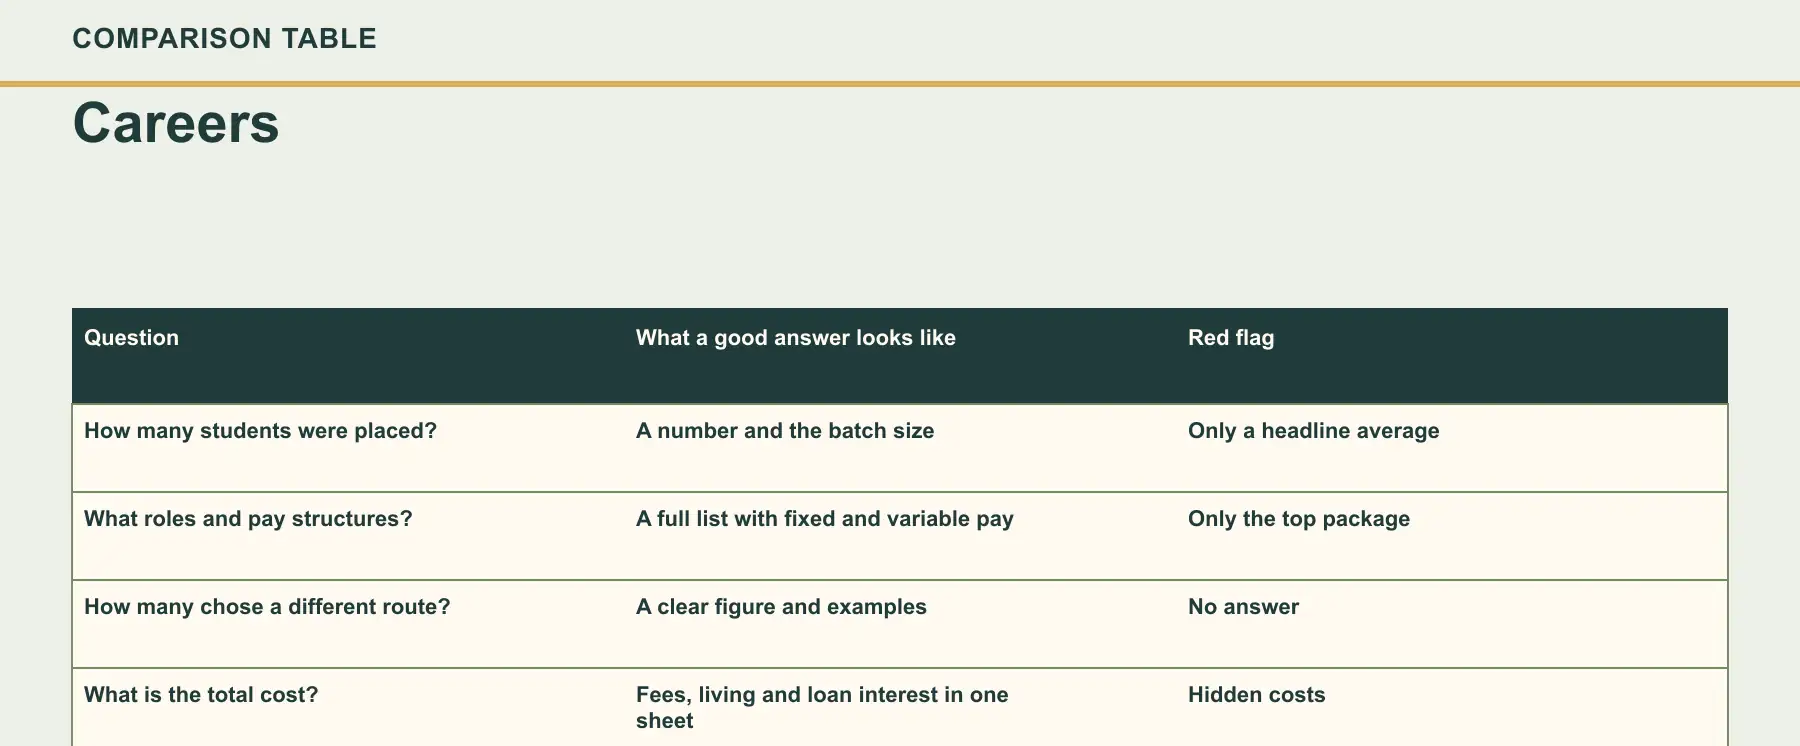 COMPARISON TABLE
Careers
Question What a good answer looks like Red flag
How many students were placed? A number and the batch size Only a headline average
What roles and pay structures? A full list with fixed and variable pay Only the top package
How many chose a different route? A clear figure and examples No answer
What is the total cost? Fees, living and loan interest in one Hidden costs
sheet